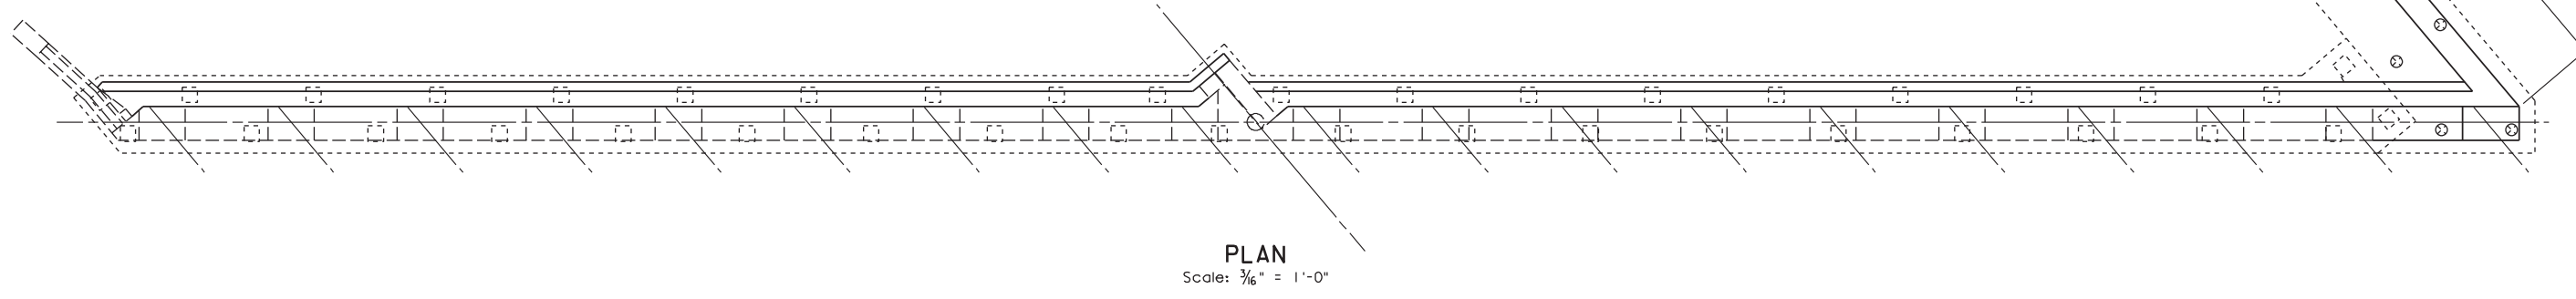 PLAN
Scale: 3/16" = 1'-0"